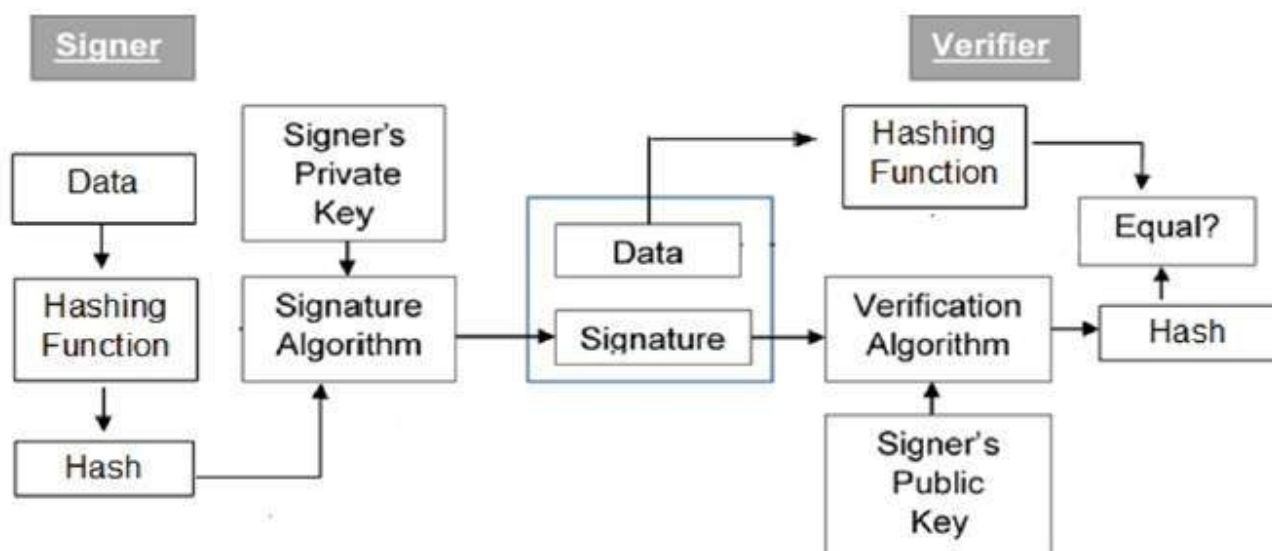 Signer
Verifier
Data
Hashing
Function
Hash
Signer's
Private
Key
Signature
Algorithm
Data
Signature
Hashing
Function
Verification
Algorithm
Signer's
Public
Key
Equal?
Hash